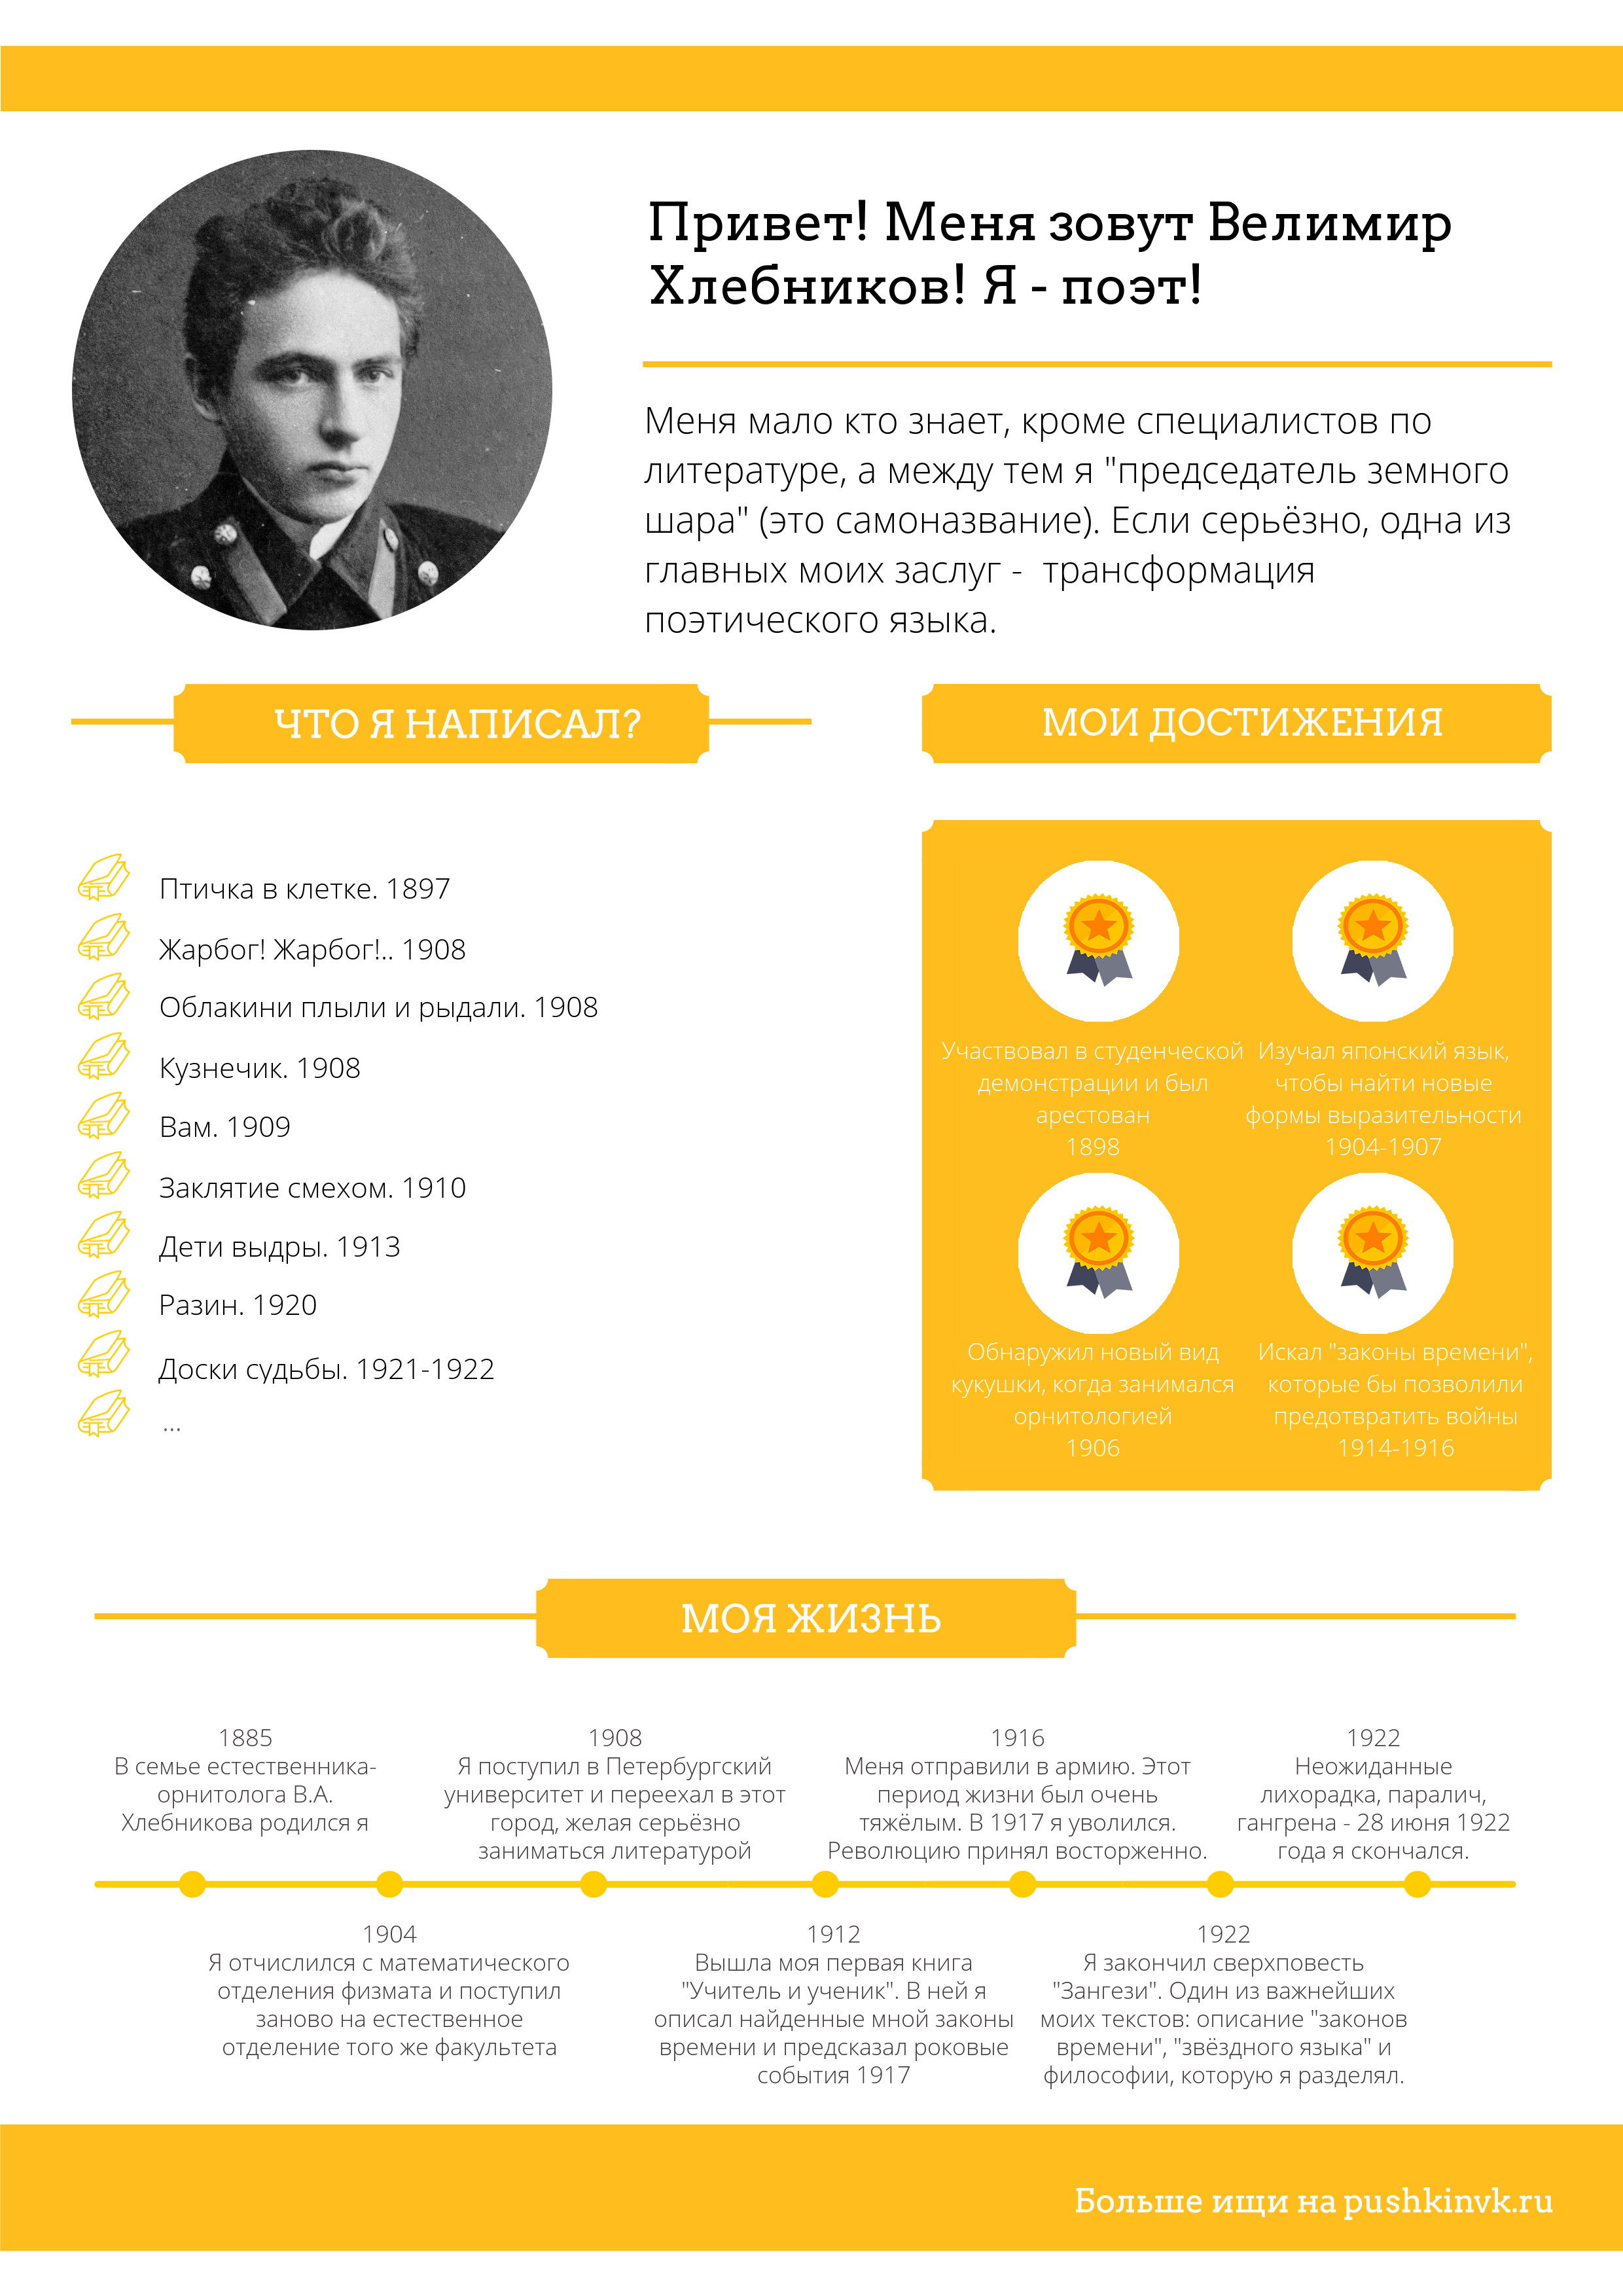 Привет! Меня зовут Велимир
Хлебников! Я - поэт!
Меня мало кто знает, кроме специалистов по
литературе, а между тем я "председатель земного
шара" (это самоназвание). Если серьёзно, одна из
главных моих заслуг - трансформация
поэтического языка.
ЧТО Я НАПИСАЛ?
Птичка в клетке. 1897
Жарбог! Жарбог!.. 1908
Облакини плыли и рыдали. 1908
Кузнечик. 1908
Вам. 1909
Заклятие смехом. 1910
Дети выдры. 1913
Разин. 1920
Доски судьбы. 1921-1922
...
МОИ ДОСТИЖЕНИЯ
Участвовал в студенческой
демонстрации и был
арестован
1898
Изучал японский язык,
чтобы найти новые
формы выразительности
1904-1907
Обнаружил новый вид
кукушки, когда занимался
орнитологией
1906
Искал "законы времени",
которые бы позволили
предотвратить войны
1914-1916
МОЯ ЖИЗНЬ
1885
В семье естественника-
орнитолога В.А.
Хлебникова родился я
1904
Я отчислился с математического
отделения физмата и поступил
заново на естественное
отделение того же факультета
1908
Я поступил в Петербургский
университет и переехал в этот
город, желая серьёзно
заниматься литературой
1912
Вышла моя первая книга
"Учитель и ученик". В ней я
описал найденные мной законы
времени и предсказал роковые
события 1917
1916
Меня отправили в армию. Этот
период жизни был очень
тяжёлым. В 1917 я уволился.
Революцию принял восторженно.
1922
Я закончил сверхповесть
"Зангези". Один из важнейших
моих текстов: описание "законов
времени", "звёздного языка" и
философии, которую я разделял.
1922
Неожиданные
лихорадка, паралич,
гангрена - 28 июня 1922
года я скончался.
Больше ищи на pushkinvk.ru